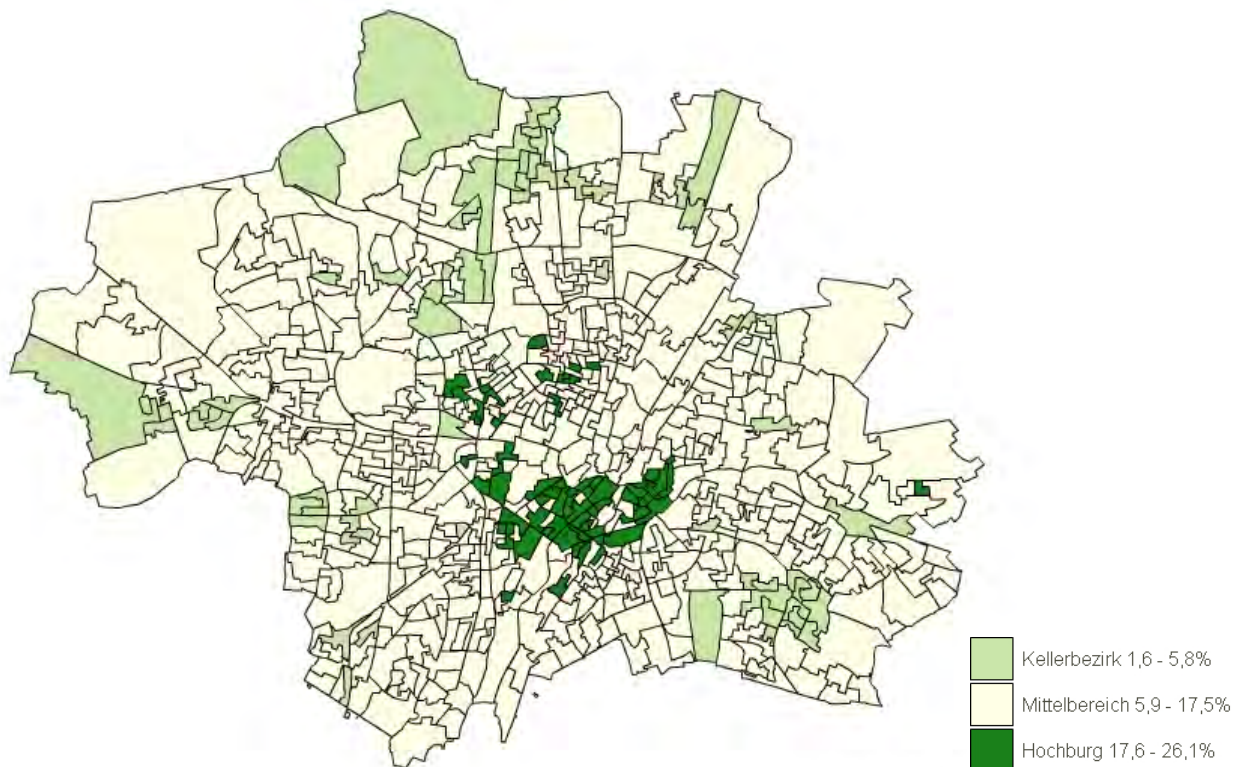 Kellerbezirk 1,6 - 5,8%
Mittelbereich 5,9 - 17,5%
Hochburg 17,6 - 26,1%